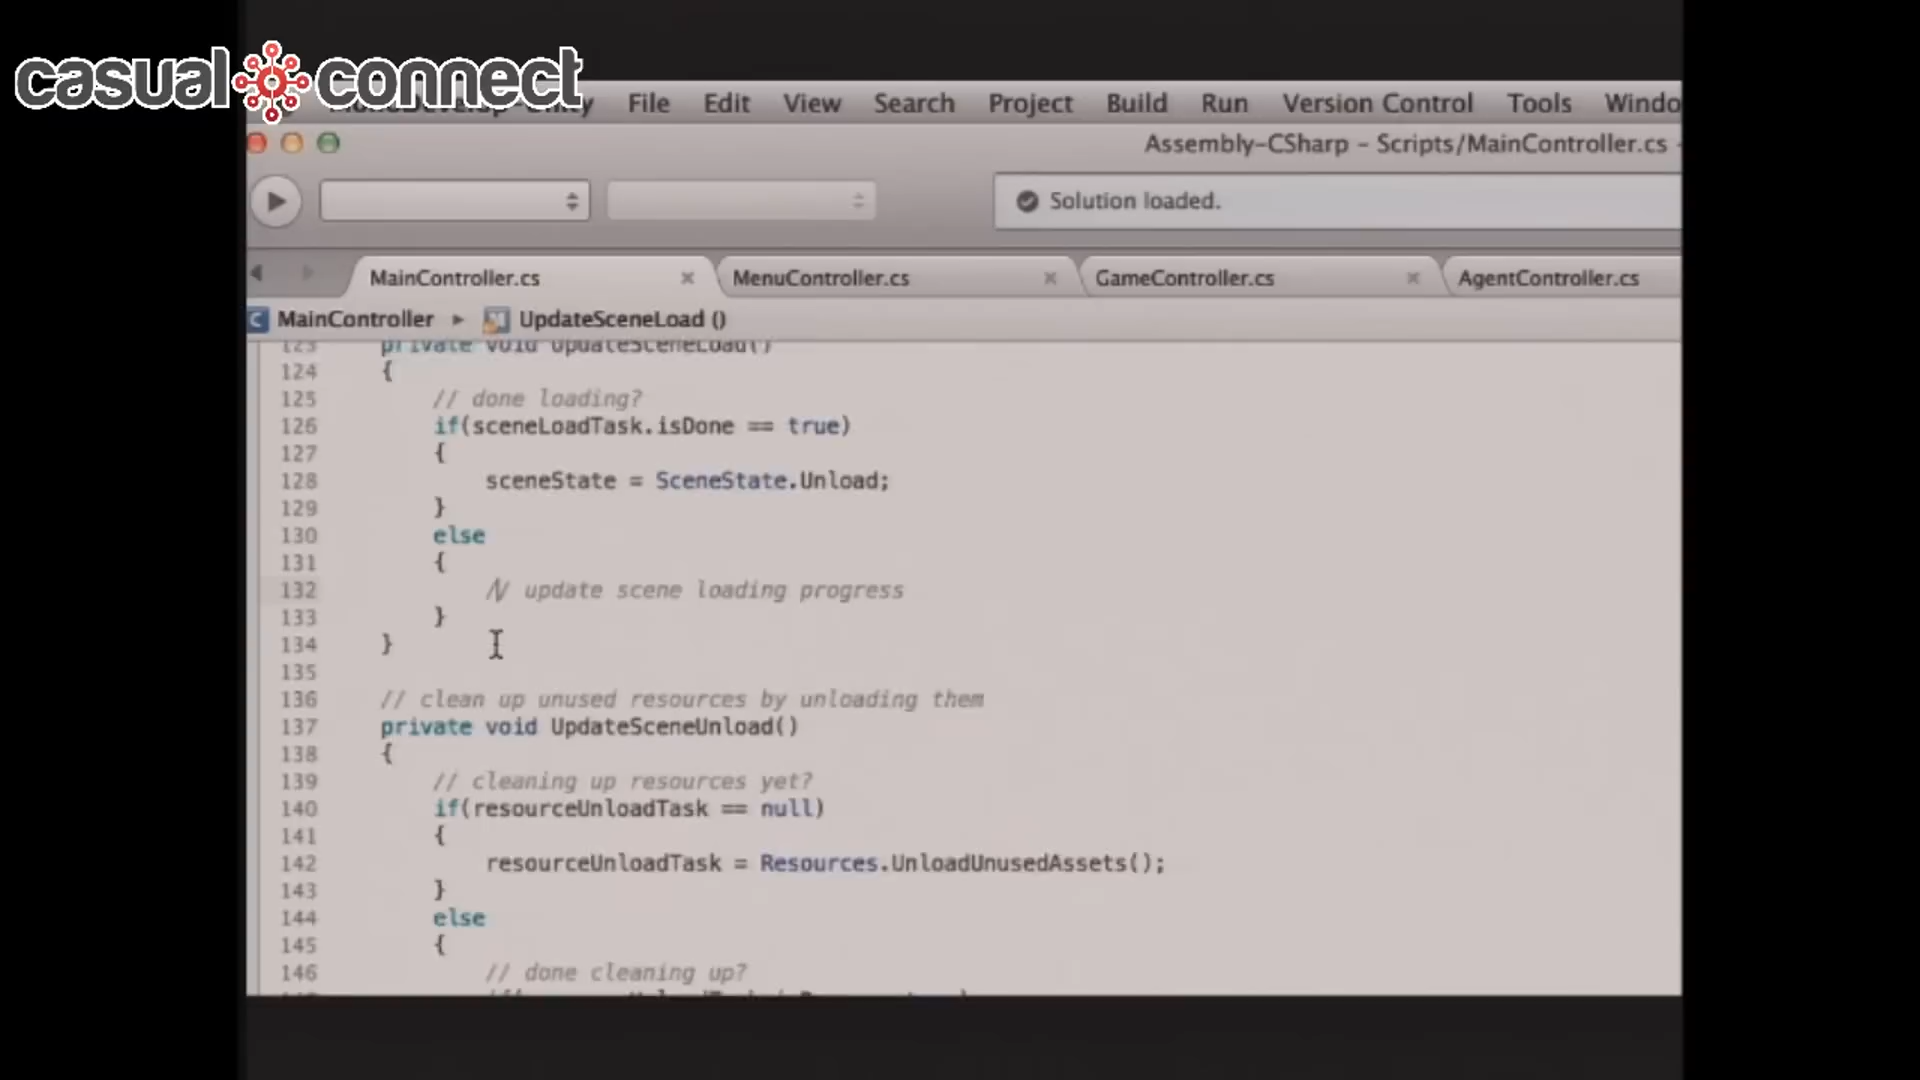 casual connect
File Edit View Search Project Build Run Version Control Tools Windo
Assembly-CSharp - Scripts/MainController.cs -
Solution loaded.
MainController.cs MenuController.cs GameController.cs AgentController.cs
MainController UpdateSceneLoad ()
123 private void UpdateSceneLoad()
124 {
125 // done loading?
126 if(sceneLoadTask.isDone == true)
127 {
128 sceneState = SceneState.Unload;
129 }
130 else
131 {
132 // update scene loading progress
133 }
134 }
135
136 // clean up unused resources by unloading them
137 private void UpdateSceneUnload()
138 {
139 // cleaning up resources yet?
140 if(resourceUnloadTask == null)
141 {
142 resourceUnloadTask = Resources.UnloadUnusedAssets();
143 }
144 else
145 {
146 // done cleaning up?